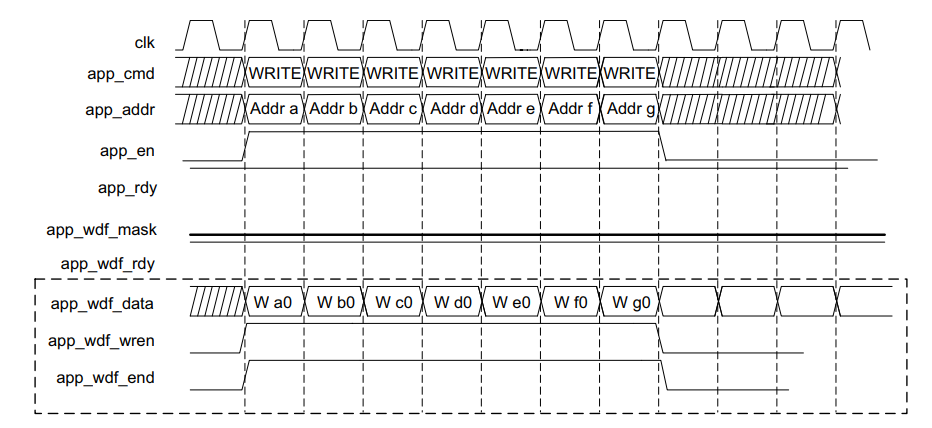 clk
app_cmd WRITE WRITE WRITE WRITE WRITE WRITE WRITE
app_addr Addr a Addr b Addr c Addr d Addr e Addr f Addr g
app_en
app_rdy
app_wdf_mask
app_wdf_rdy
app_wdf_data W a0 W b0 W c0 W d0 W e0 W f0 W g0
app_wdf_wren
app_wdf_end